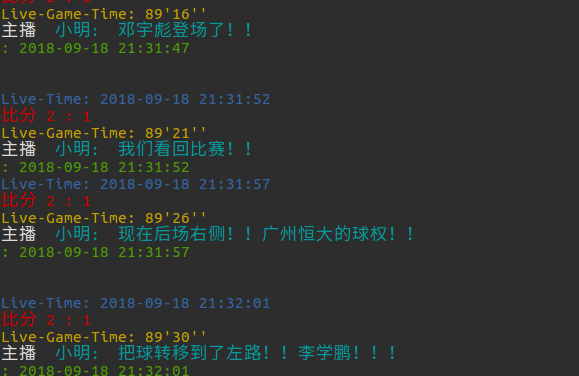 比分 2 : 1
Live-Game-Time: 89'16''
主播 小明: 邓宇彪登场了!!
: 2018-09-18 21:31:47
Live-Time: 2018-09-18 21:31:52
比分 2 : 1
Live-Game-Time: 89'21''
主播 小明: 我们看回比赛!!
: 2018-09-18 21:31:52
Live-Time: 2018-09-18 21:31:57
比分 2 : 1
Live-Game-Time: 89'26''
主播 小明: 现在后场右侧!!广州恒大的球权!!
: 2018-09-18 21:31:57
Live-Time: 2018-09-18 21:32:01
比分 2 : 1
Live-Game-Time: 89'30''
主播 小明: 把球转移到了左路!!李学鹏!!!
: 2018-09-18 21:32:01